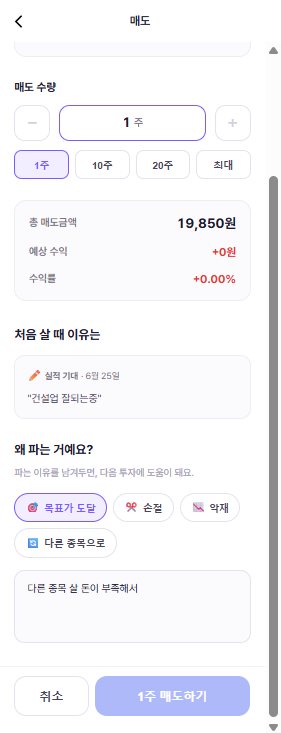 매도
매도 수량
1 주
1주 10주 20주 최대
총 매도금액 19,850원
예상 수익 +0원
수익률 +0.00%
처음 살 때 이유는
실적 기대 · 6월 25일
"건설업 잘되는중"
왜 파는 거예요?
파는 이유를 남겨두면, 다음 투자에 도움이 돼요.
목표가 도달 손절 악재
다른 종목으로
다른 종목 살 돈이 부족해서
취소 1주 매도하기